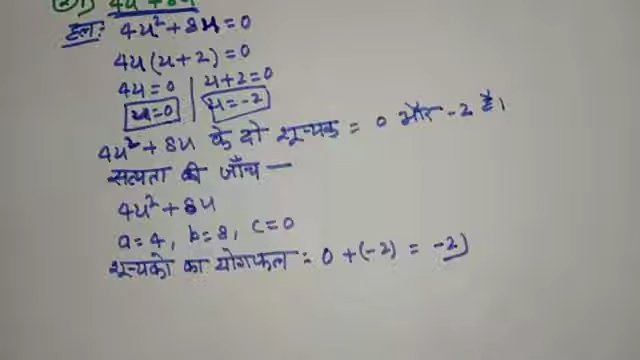 4u² + 8u
हल:- 4u² + 8u = 0
4u(u+2) = 0
4u = 0 | u+2=0
u=0 | u=-2
4u² + 8u के दो शून्यक = 0 और -2 है।
सत्यता की जाँच —
4u² + 8u
a=4, b=8, c=0
शून्यको का योगफल = 0 + (-2) = -2